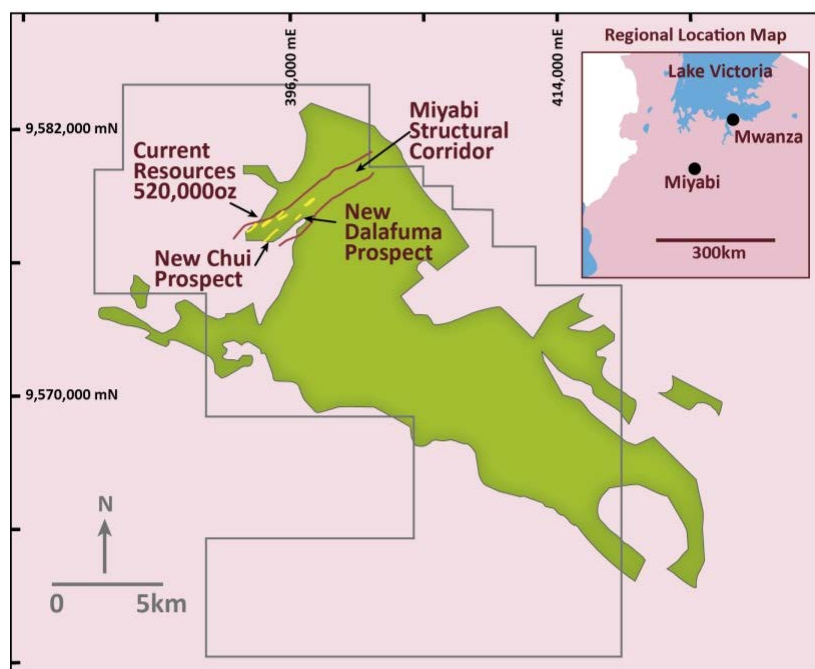 396,000 mE
414,000 mE
Regional Location Map
Lake Victoria
Mwanza
Miyabi
300km
9,582,000 mN
Miyabi
Structural
Corridor
Current
Resources
520,000oz
New
Dalafuma
Prospect
New Chui
Prospect
9,570,000 mN
N
0 5km